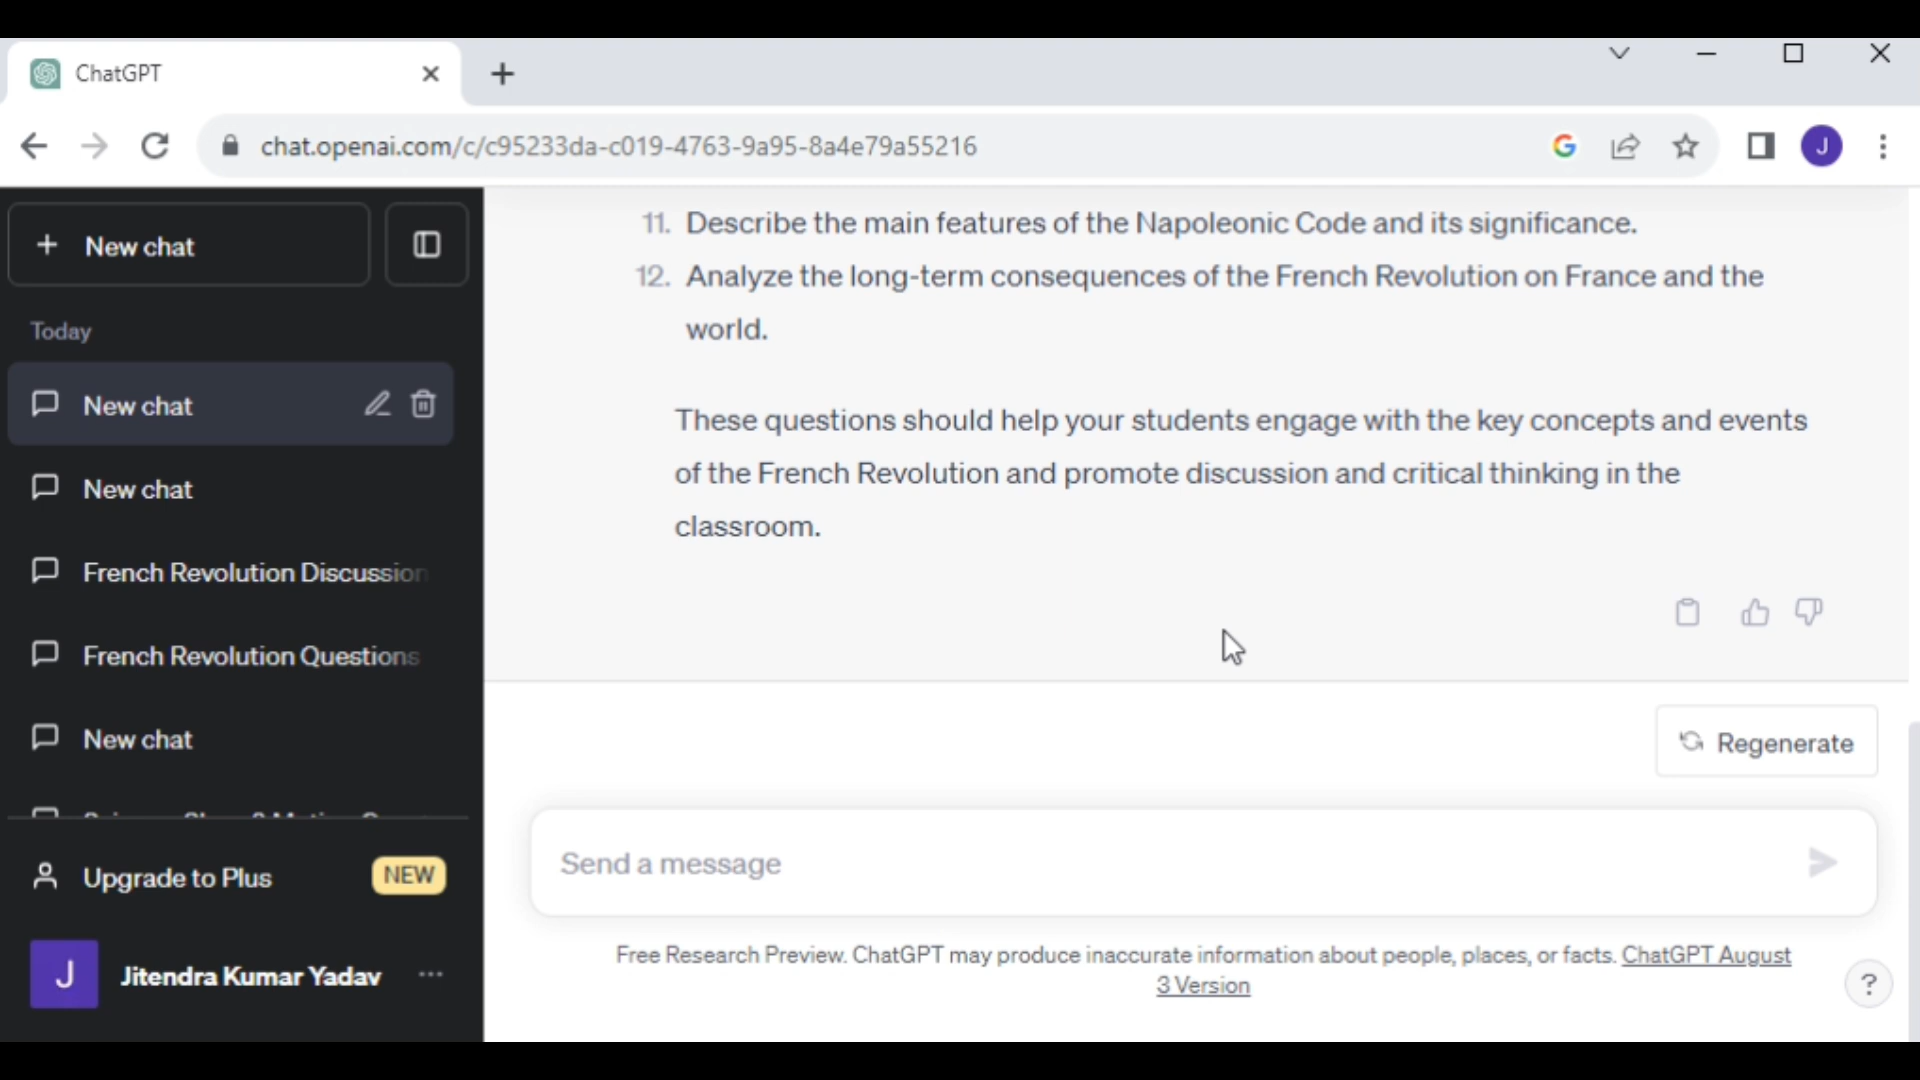 ChatGPT
chat.openai.com/c/c95233da-c019-4763-9a95-8a4e79a55216
J
New chat
Today
New chat
New chat
French Revolution Discussion
French Revolution Questions
New chat
Upgrade to Plus NEW
J Jitendra Kumar Yadav
11. Describe the main features of the Napoleonic Code and its significance.
12. Analyze the long-term consequences of the French Revolution on France and the
world.
These questions should help your students engage with the key concepts and events
of the French Revolution and promote discussion and critical thinking in the
classroom.
Regenerate
Send a message
Free Research Preview. ChatGPT may produce inaccurate information about people, places, or facts. ChatGPT August
3 Version
?